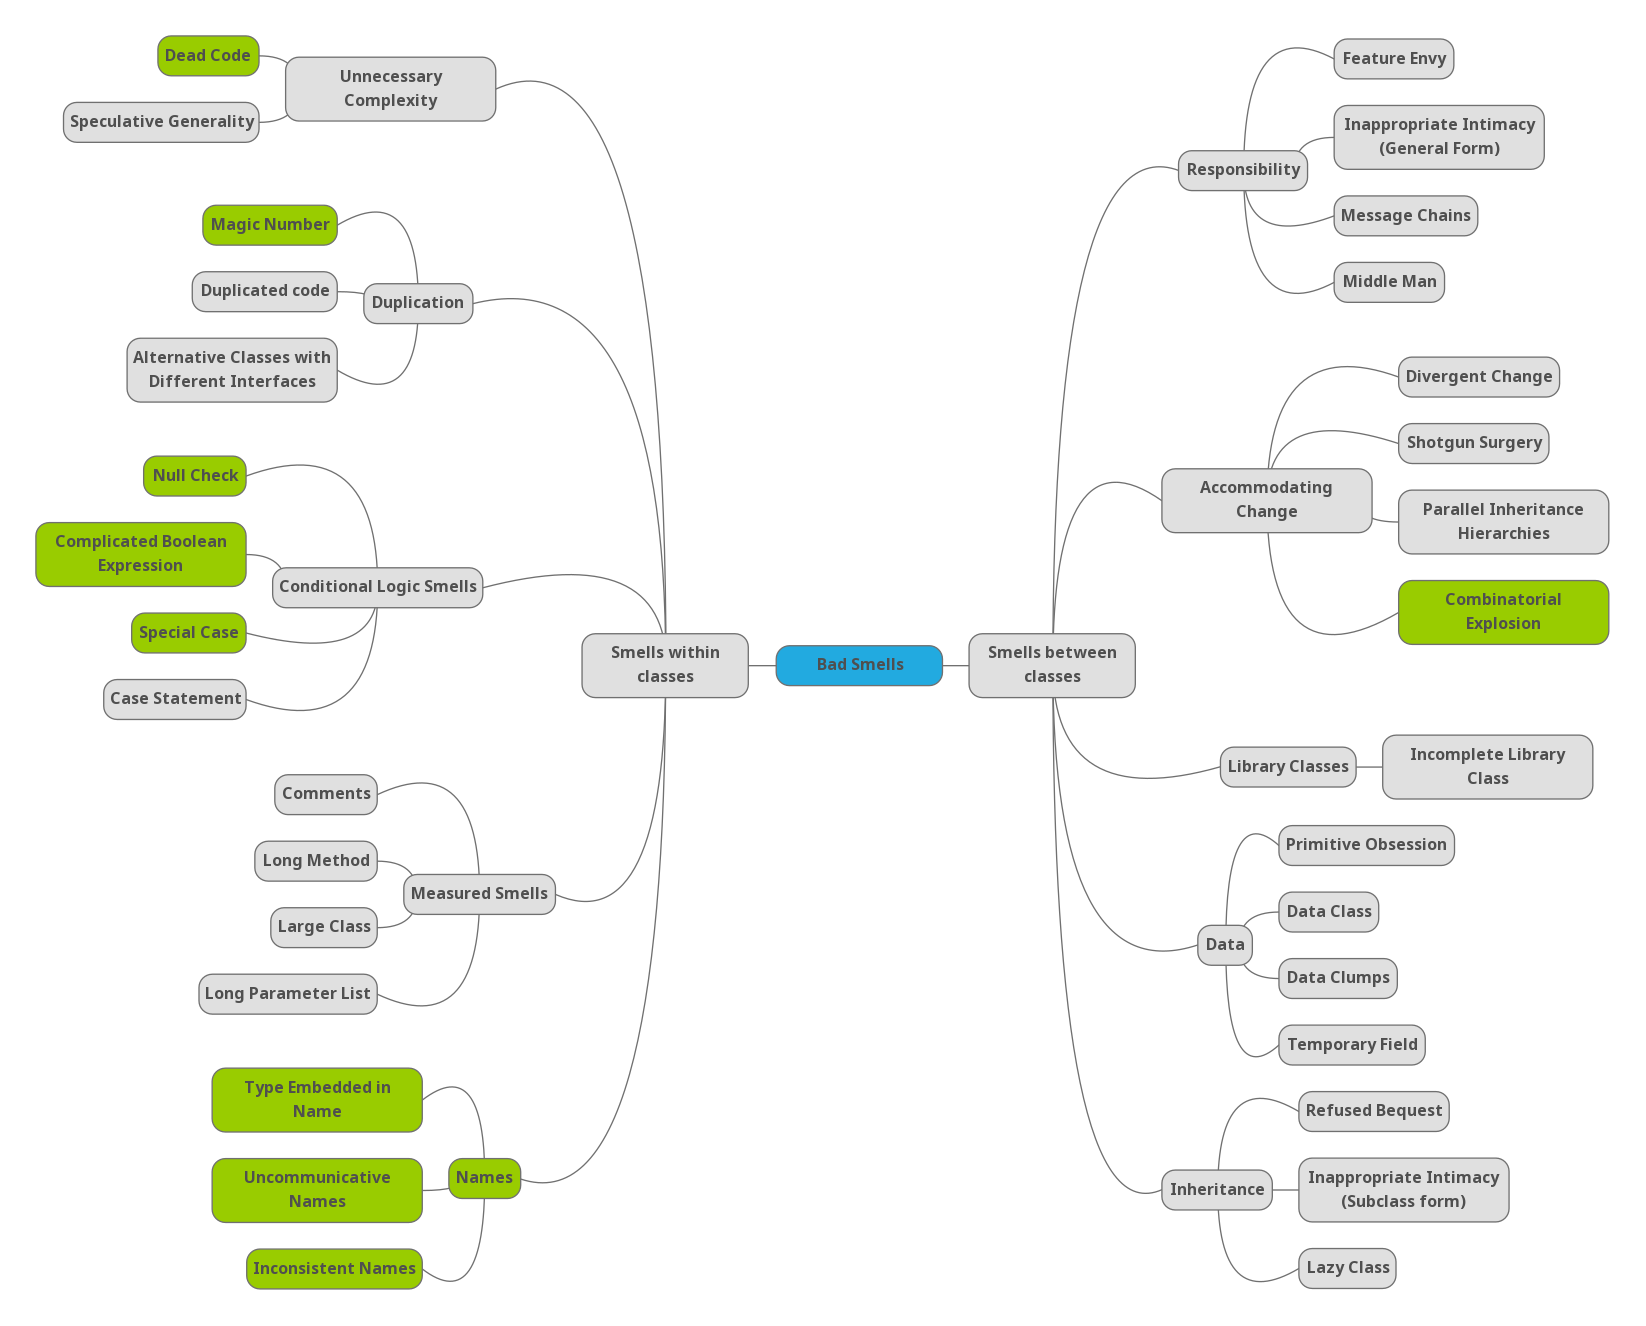 Dead Code
Unnecessary
Complexity
Speculative Generality
Magic Number
Duplicated code
Duplication
Alternative Classes with
Different Interfaces
Null Check
Complicated Boolean
Expression
Conditional Logic Smells
Special Case
Case Statement
Comments
Long Method
Measured Smells
Large Class
Long Parameter List
Type Embedded in
Name
Uncommunicative
Names
Names
Inconsistent Names
Smells within
classes
Bad Smells
Smells between
classes
Feature Envy
Inappropriate Intimacy
(General Form)
Responsibility
Message Chains
Middle Man
Divergent Change
Shotgun Surgery
Accommodating
Change
Parallel Inheritance
Hierarchies
Combinatorial
Explosion
Library Classes
Incomplete Library
Class
Primitive Obsession
Data Class
Data
Data Clumps
Temporary Field
Refused Bequest
Inheritance
Inappropriate Intimacy
(Subclass form)
Lazy Class